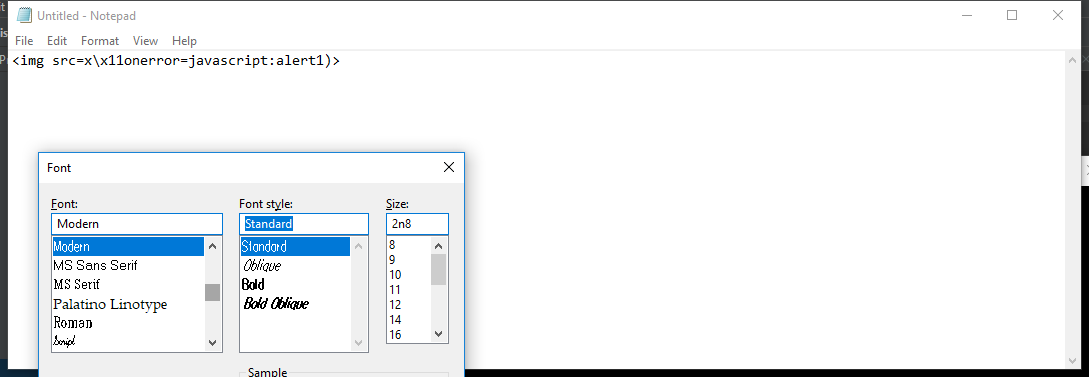 Untitled - Notepad
File Edit Format View Help
<img src=x\x11onerror=javascript:alert1)>
Font
Font: Font style: Size:
Modern Standard 2n8
Modern Standard 8
MS Sans Serif Oblique 9
MS Serif Bold 10
Palatino Linotype Bold Oblique 11
Roman 12
Script 14
16
Sample